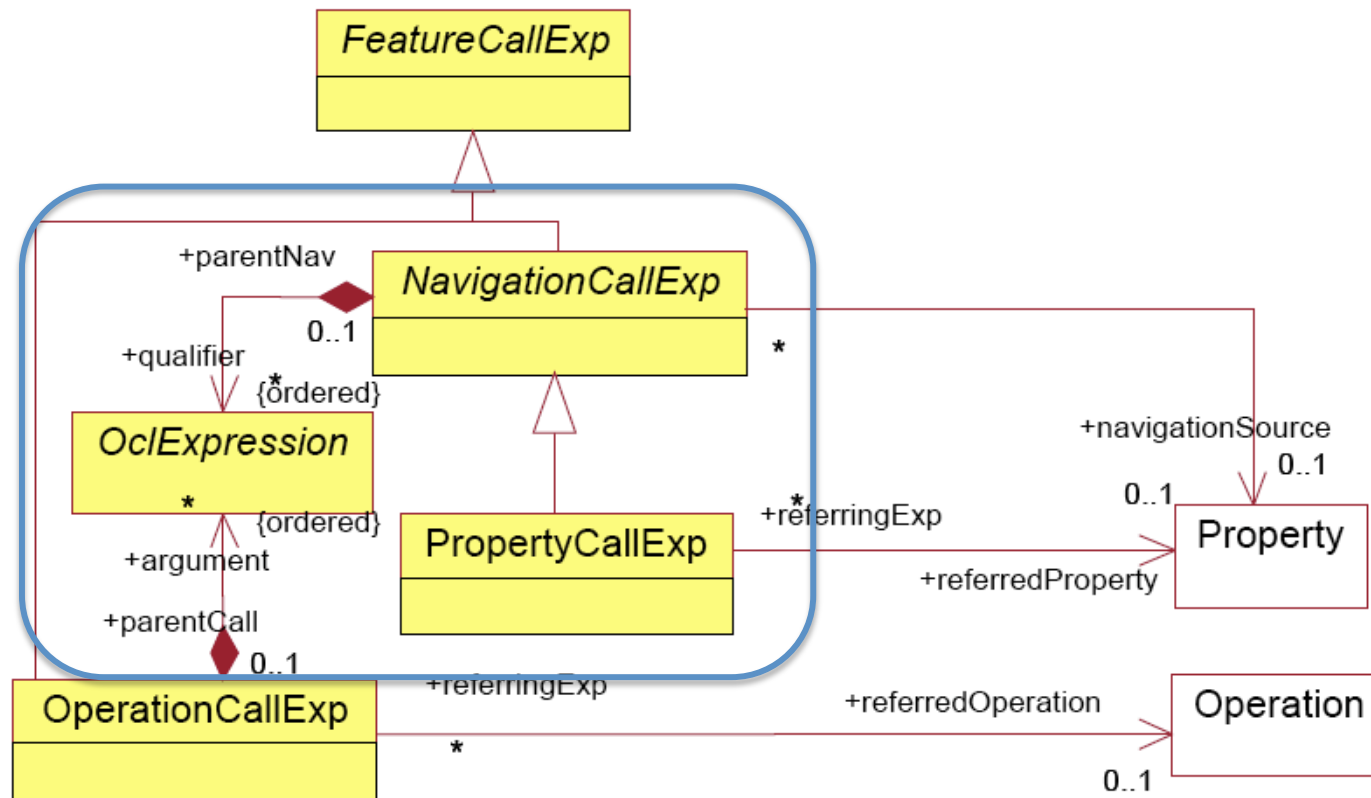 FeatureCallExp
+parentNav
NavigationCallExp
0..1
*
+qualifier
*
{ordered}
+navigationSource
0..1
OclExpression
*
{ordered}
0..1
*
+referringExp
PropertyCallExp
Property
+argument
+referredProperty
+parentCall
0..1
+referringExp
OperationCallExp
+referredOperation
Operation
*
0..1